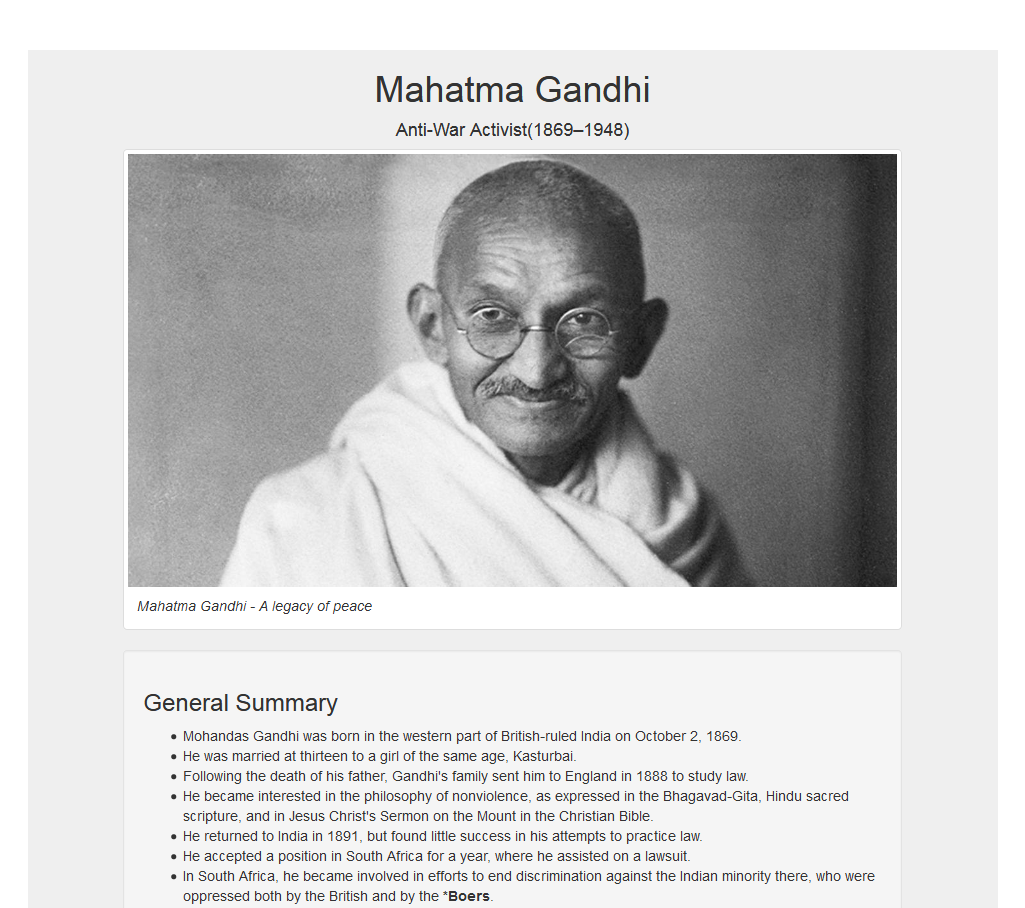 Mahatma Gandhi
Anti-War Activist(1869–1948)
Mahatma Gandhi - A legacy of peace
General Summary
Mohandas Gandhi was born in the western part of British-ruled India on October 2, 1869.
He was married at thirteen to a girl of the same age, Kasturbai.
Following the death of his father, Gandhi's family sent him to England in 1888 to study law.
He became interested in the philosophy of nonviolence, as expressed in the Bhagavad-Gita, Hindu sacred
scripture, and in Jesus Christ's Sermon on the Mount in the Christian Bible.
He returned to India in 1891, but found little success in his attempts to practice law.
He accepted a position in South Africa for a year, where he assisted on a lawsuit.
In South Africa, he became involved in efforts to end discrimination against the Indian minority there, who were
oppressed both by the British and by the *Boers.